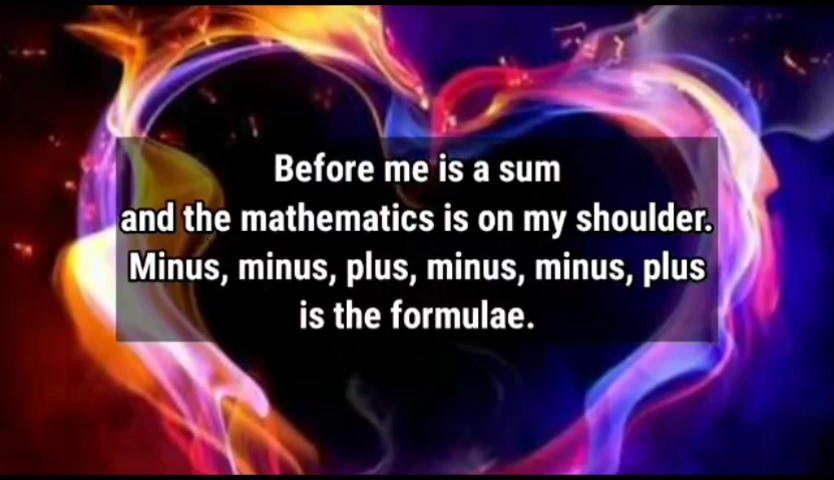 Before me is a sum
and the mathematics is on my shoulder.
Minus, minus, plus, minus, minus, plus
is the formulae.